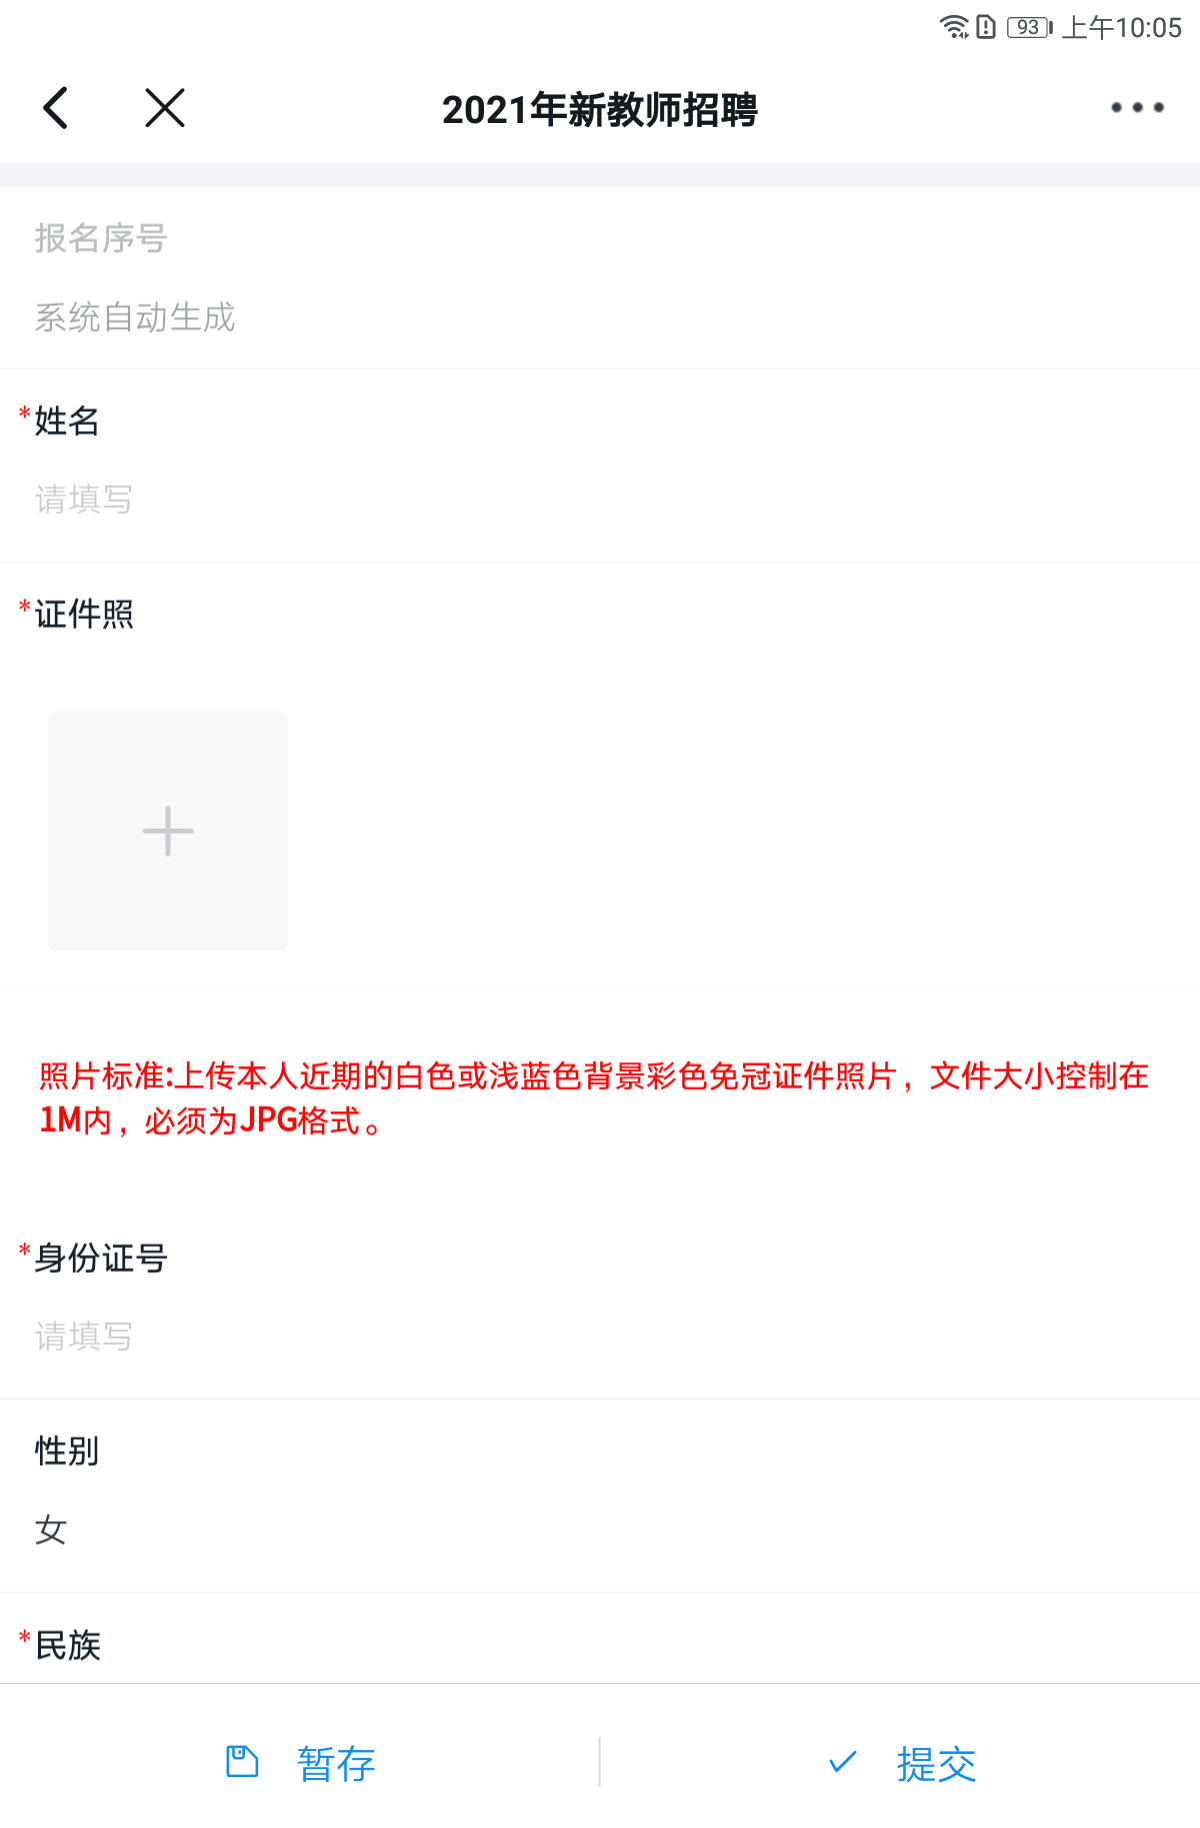 93 上午10:05
2021年新教师招聘
报名序号
系统自动生成
*姓名
请填写
*证件照
照片标准:上传本人近期的白色或浅蓝色背景彩色免冠证件照片，文件大小控制在
1M内，必须为JPG格式。
*身份证号
请填写
性别
女
*民族
暂存 提交